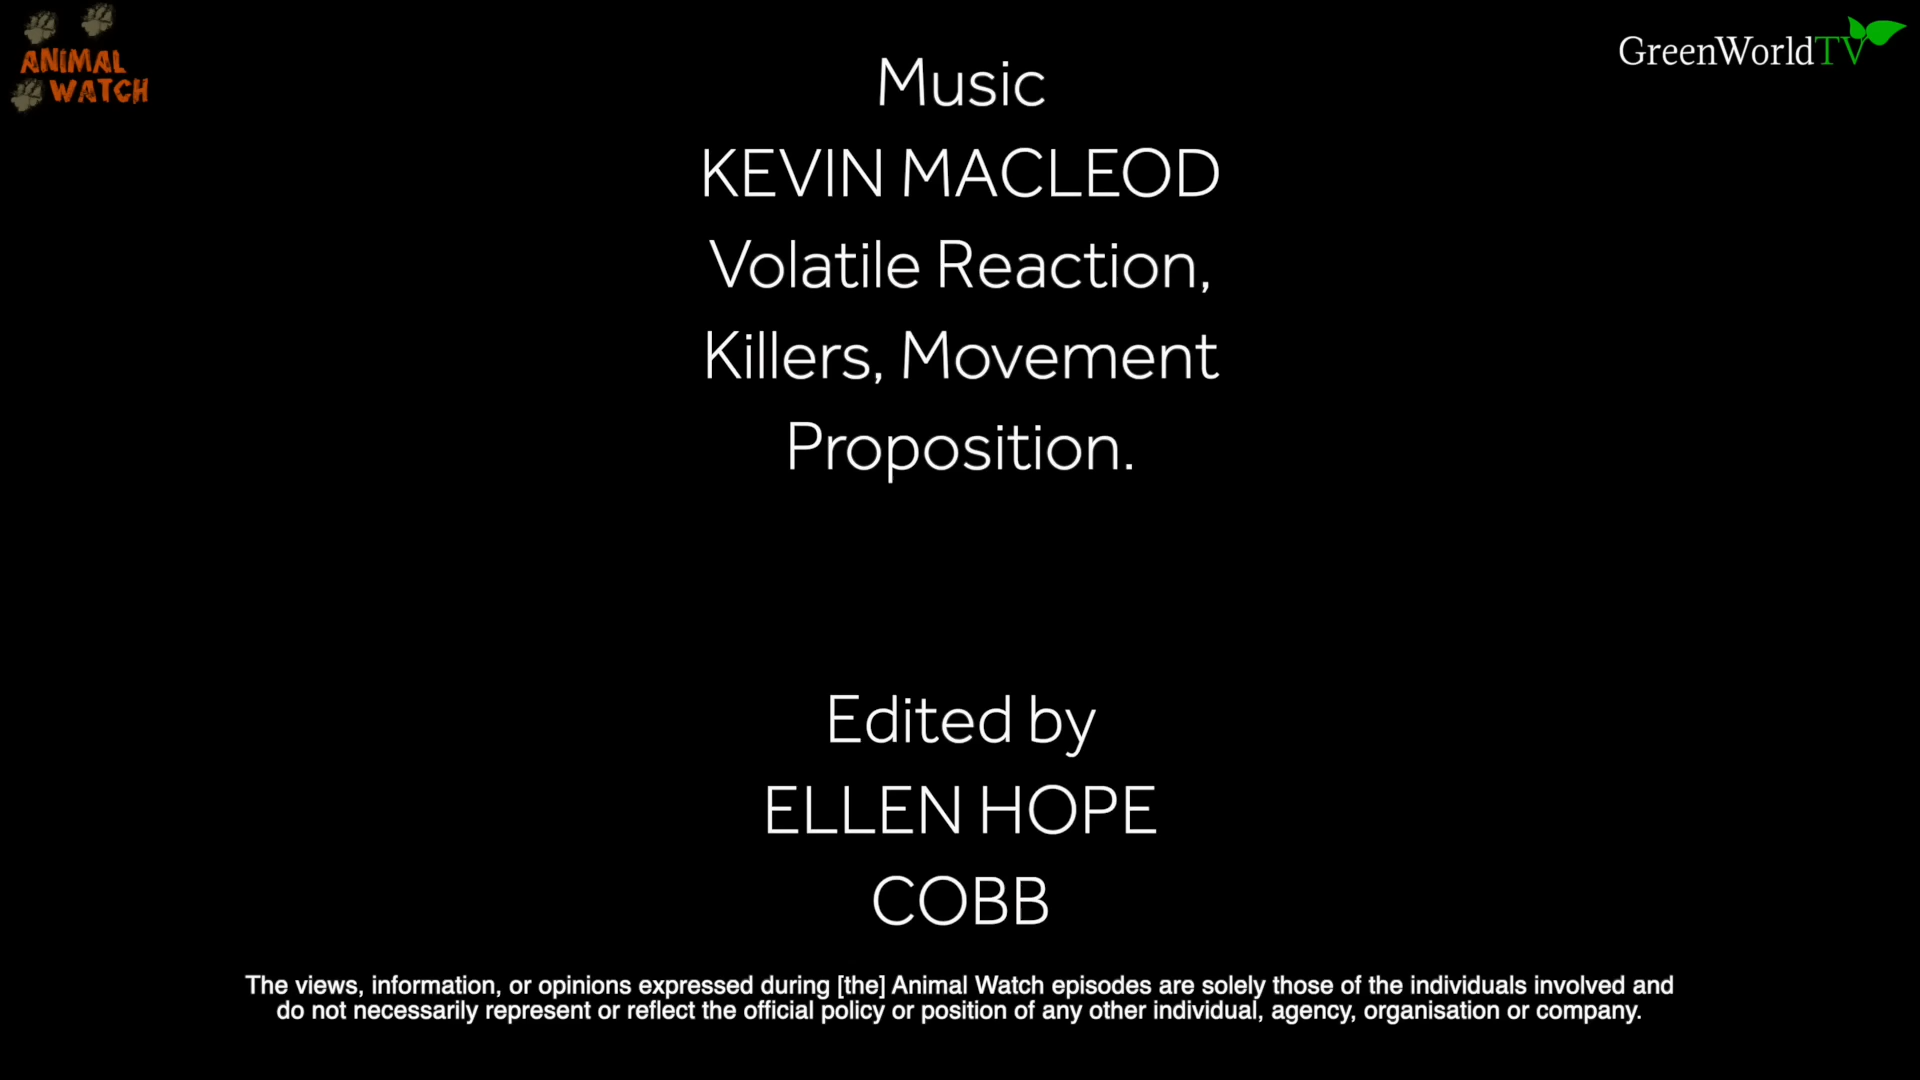 ANIMAL
WATCH
GreenWorldTV
Music
KEVIN MACLEOD
Volatile Reaction,
Killers, Movement
Proposition.
Edited by
ELLEN HOPE
COBB
The views, information, or opinions expressed during [the] Animal Watch episodes are solely those of the individuals involved and
do not necessarily represent or reflect the official policy or position of any other individual, agency, organisation or company.